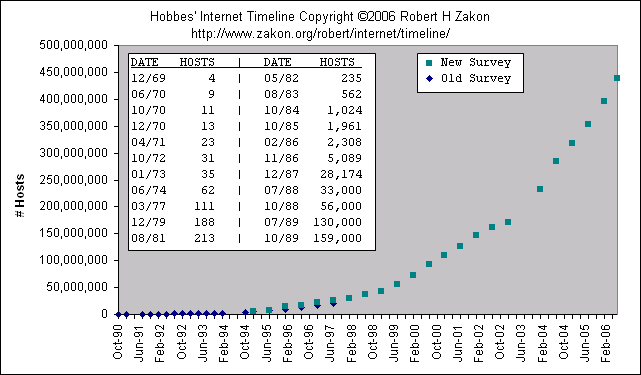 Hobbes' Internet Timeline Copyright ©2006 Robert H Zakon
http://www.zakon.org/robert/internet/timeline/
500,000,000
450,000,000
400,000,000
350,000,000
300,000,000
250,000,000
200,000,000
150,000,000
100,000,000
50,000,000
0
# Hosts
DATE HOSTS | DATE HOSTS
12/69 4 | 05/82 235
06/70 9 | 08/83 562
10/70 11 | 10/84 1,024
12/70 13 | 10/85 1,961
04/71 23 | 02/86 2,308
10/72 31 | 11/86 5,089
01/73 35 | 12/87 28,174
06/74 62 | 07/88 33,000
03/77 111 | 10/88 56,000
12/79 188 | 07/89 130,000
08/81 213 | 10/89 159,000
New Survey
Old Survey
Oct-90
Jun-91
Feb-92
Oct-92
Jun-93
Feb-94
Oct-94
Jun-95
Feb-96
Oct-96
Jun-97
Feb-98
Oct-98
Jun-99
Feb-00
Oct-00
Jun-01
Feb-02
Oct-02
Jun-03
Feb-04
Oct-04
Jun-05
Feb-06